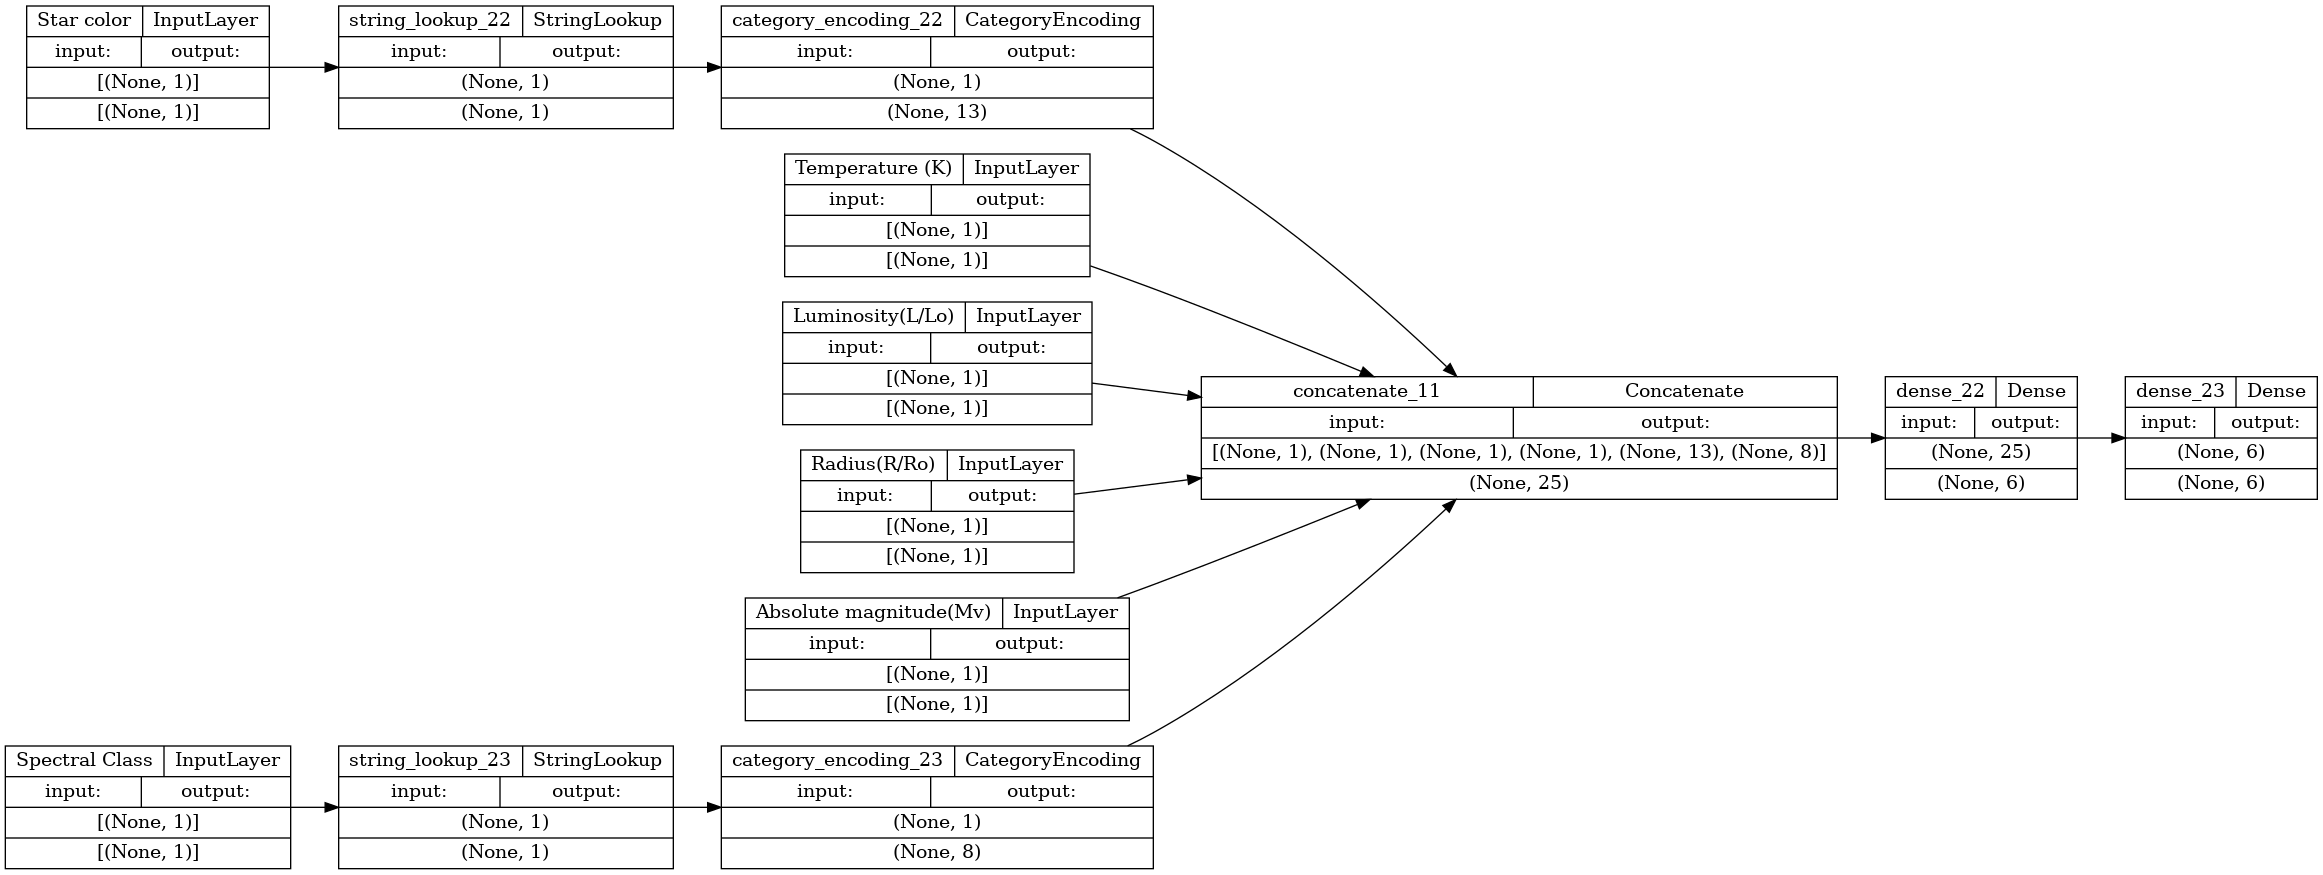 Star color InputLayer
input: output:
[(None, 1)]
[(None, 1)]
string_lookup_22 StringLookup
input: output:
(None, 1)
(None, 1)
category_encoding_22 CategoryEncoding
input: output:
(None, 1)
(None, 13)
Temperature (K) InputLayer
input: output:
[(None, 1)]
[(None, 1)]
Luminosity(L/Lo) InputLayer
input: output:
[(None, 1)]
[(None, 1)]
Radius(R/Ro) InputLayer
input: output:
[(None, 1)]
[(None, 1)]
Absolute magnitude(Mv) InputLayer
input: output:
[(None, 1)]
[(None, 1)]
Spectral Class InputLayer
input: output:
[(None, 1)]
[(None, 1)]
string_lookup_23 StringLookup
input: output:
(None, 1)
(None, 1)
category_encoding_23 CategoryEncoding
input: output:
(None, 1)
(None, 8)
concatenate_11 Concatenate
input: output:
[(None, 1), (None, 1), (None, 1), (None, 1), (None, 13), (None, 8)]
(None, 25)
dense_22 Dense
input: output:
(None, 25)
(None, 6)
dense_23 Dense
input: output:
(None, 6)
(None, 6)